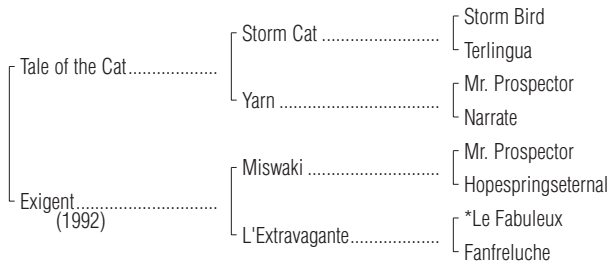 Storm Bird
Storm Cat ........................
Terlingua
Tale of the Cat..................
Mr. Prospector
Yarn ................................
Narrate
Mr. Prospector
Miswaki ..........................
Hopespringseternal
Exigent............................
(1992)
*Le Fabuleux
L'Extravagante..................
Fanfreluche